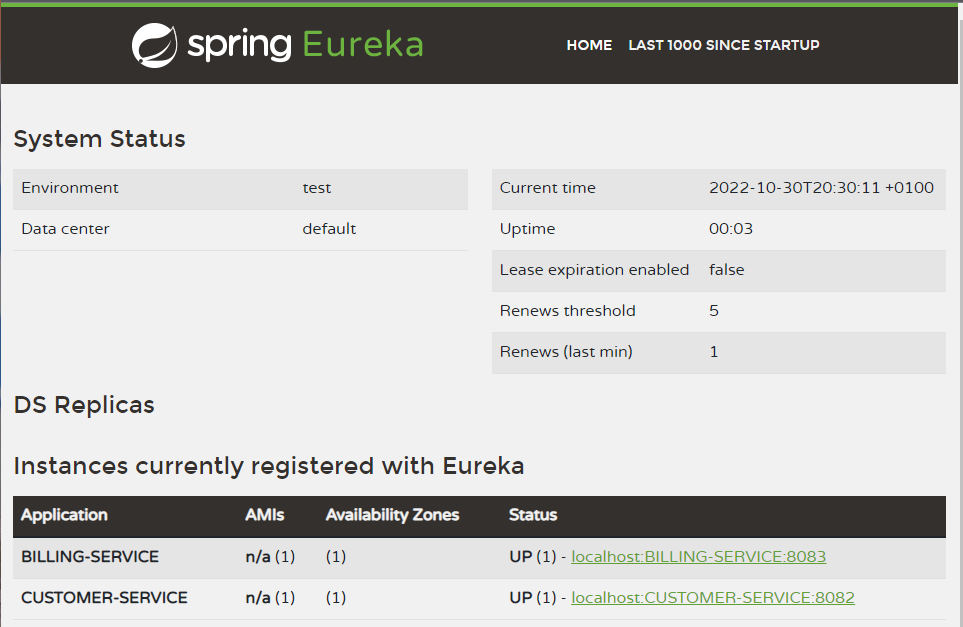 spring Eureka
HOME LAST 1000 SINCE STARTUP
System Status
Environment test
Data center default
Current time 2022-10-30T20:30:11 +0100
Uptime 00:03
Lease expiration enabled false
Renews threshold 5
Renews (last min) 1
DS Replicas
Instances currently registered with Eureka
Application AMIs Availability Zones Status
BILLING-SERVICE n/a (1) (1) UP (1) - localhost:BILLING-SERVICE:8083
CUSTOMER-SERVICE n/a (1) (1) UP (1) - localhost:CUSTOMER-SERVICE:8082